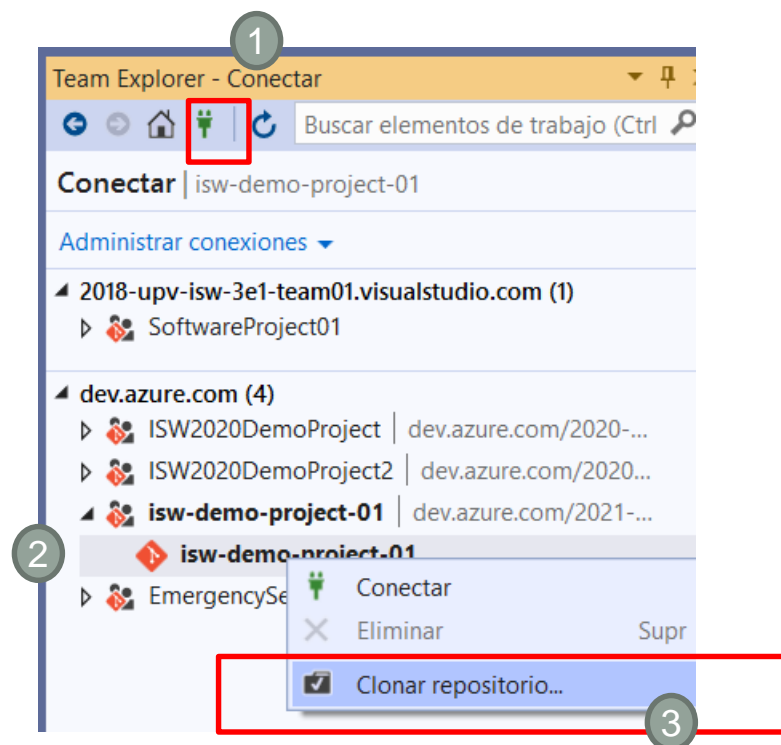 1
Team Explorer - Conectar
Buscar elementos de trabajo (Ctrl
Conectar | isw-demo-project-01
Administrar conexiones
2018-upv-isw-3e1-team01.visualstudio.com (1)
SoftwareProject01
dev.azure.com (4)
ISW2020DemoProject | dev.azure.com/2020-...
ISW2020DemoProject2 | dev.azure.com/2020...
isw-demo-project-01 | dev.azure.com/2021-...
2
isw-demo-project-01
Conectar
EmergencySe
Eliminar Supr
Clonar repositorio...
3